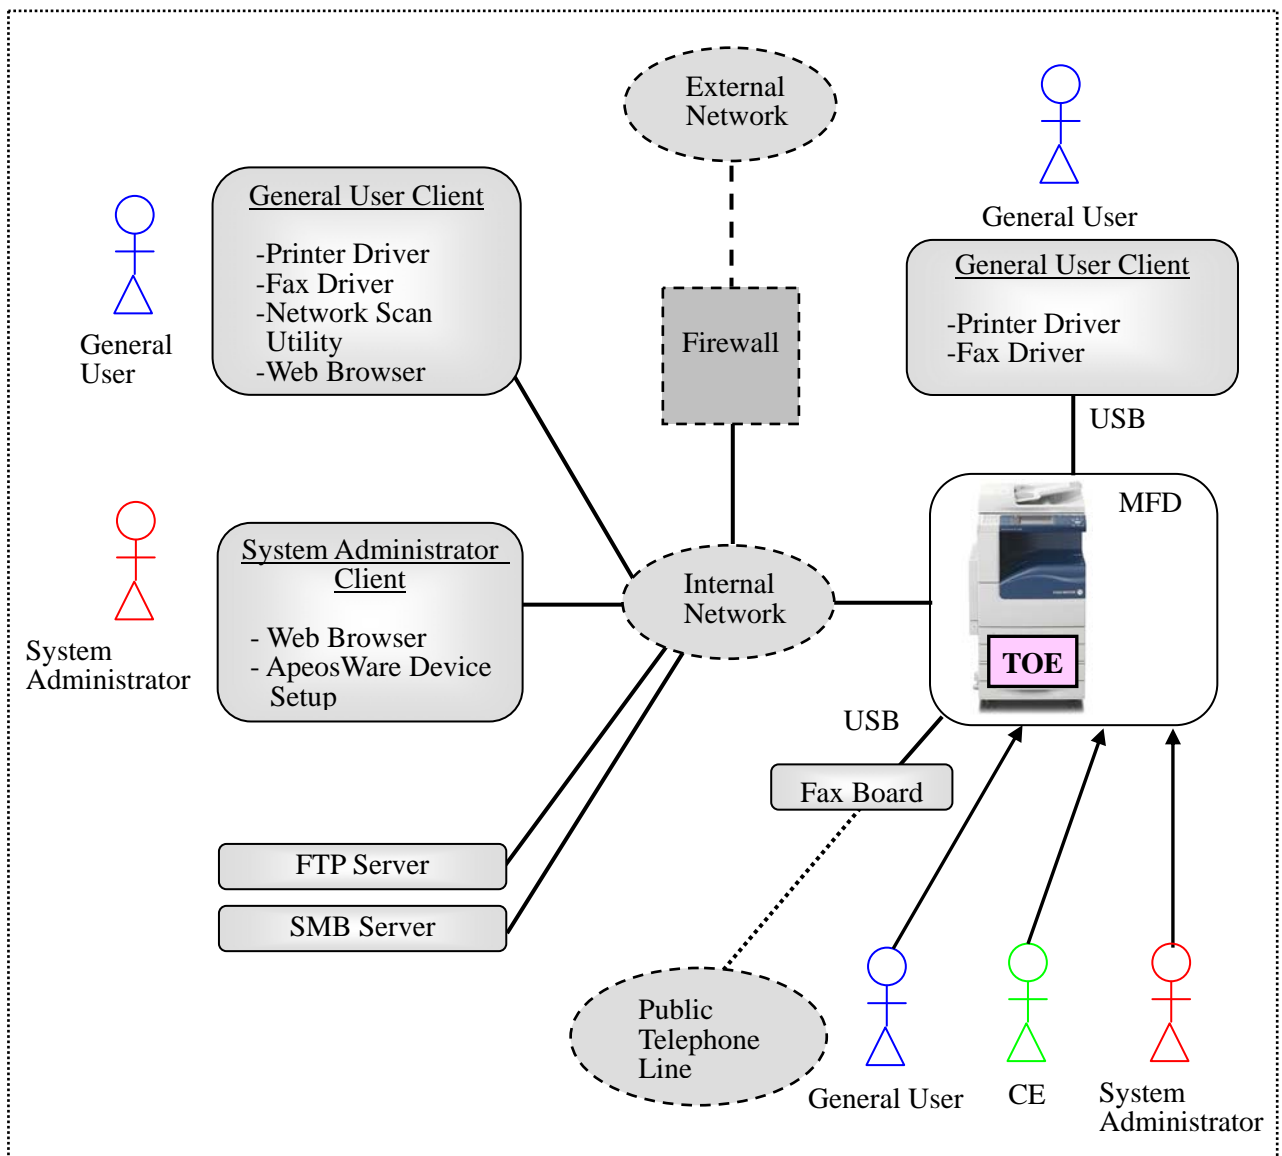 External
Network
General User
General User Client
-Printer Driver
-Fax Driver
-Network Scan
Utility
-Web Browser
General
User
General User Client
-Printer Driver
-Fax Driver
Firewall
USB
MFD
TOE
System Administrator
Client
- Web Browser
- ApeosWare Device
Setup
System
Administrator
Internal
Network
USB
Fax Board
FTP Server
SMB Server
Public
Telephone
Line
General User
CE
System
Administrator